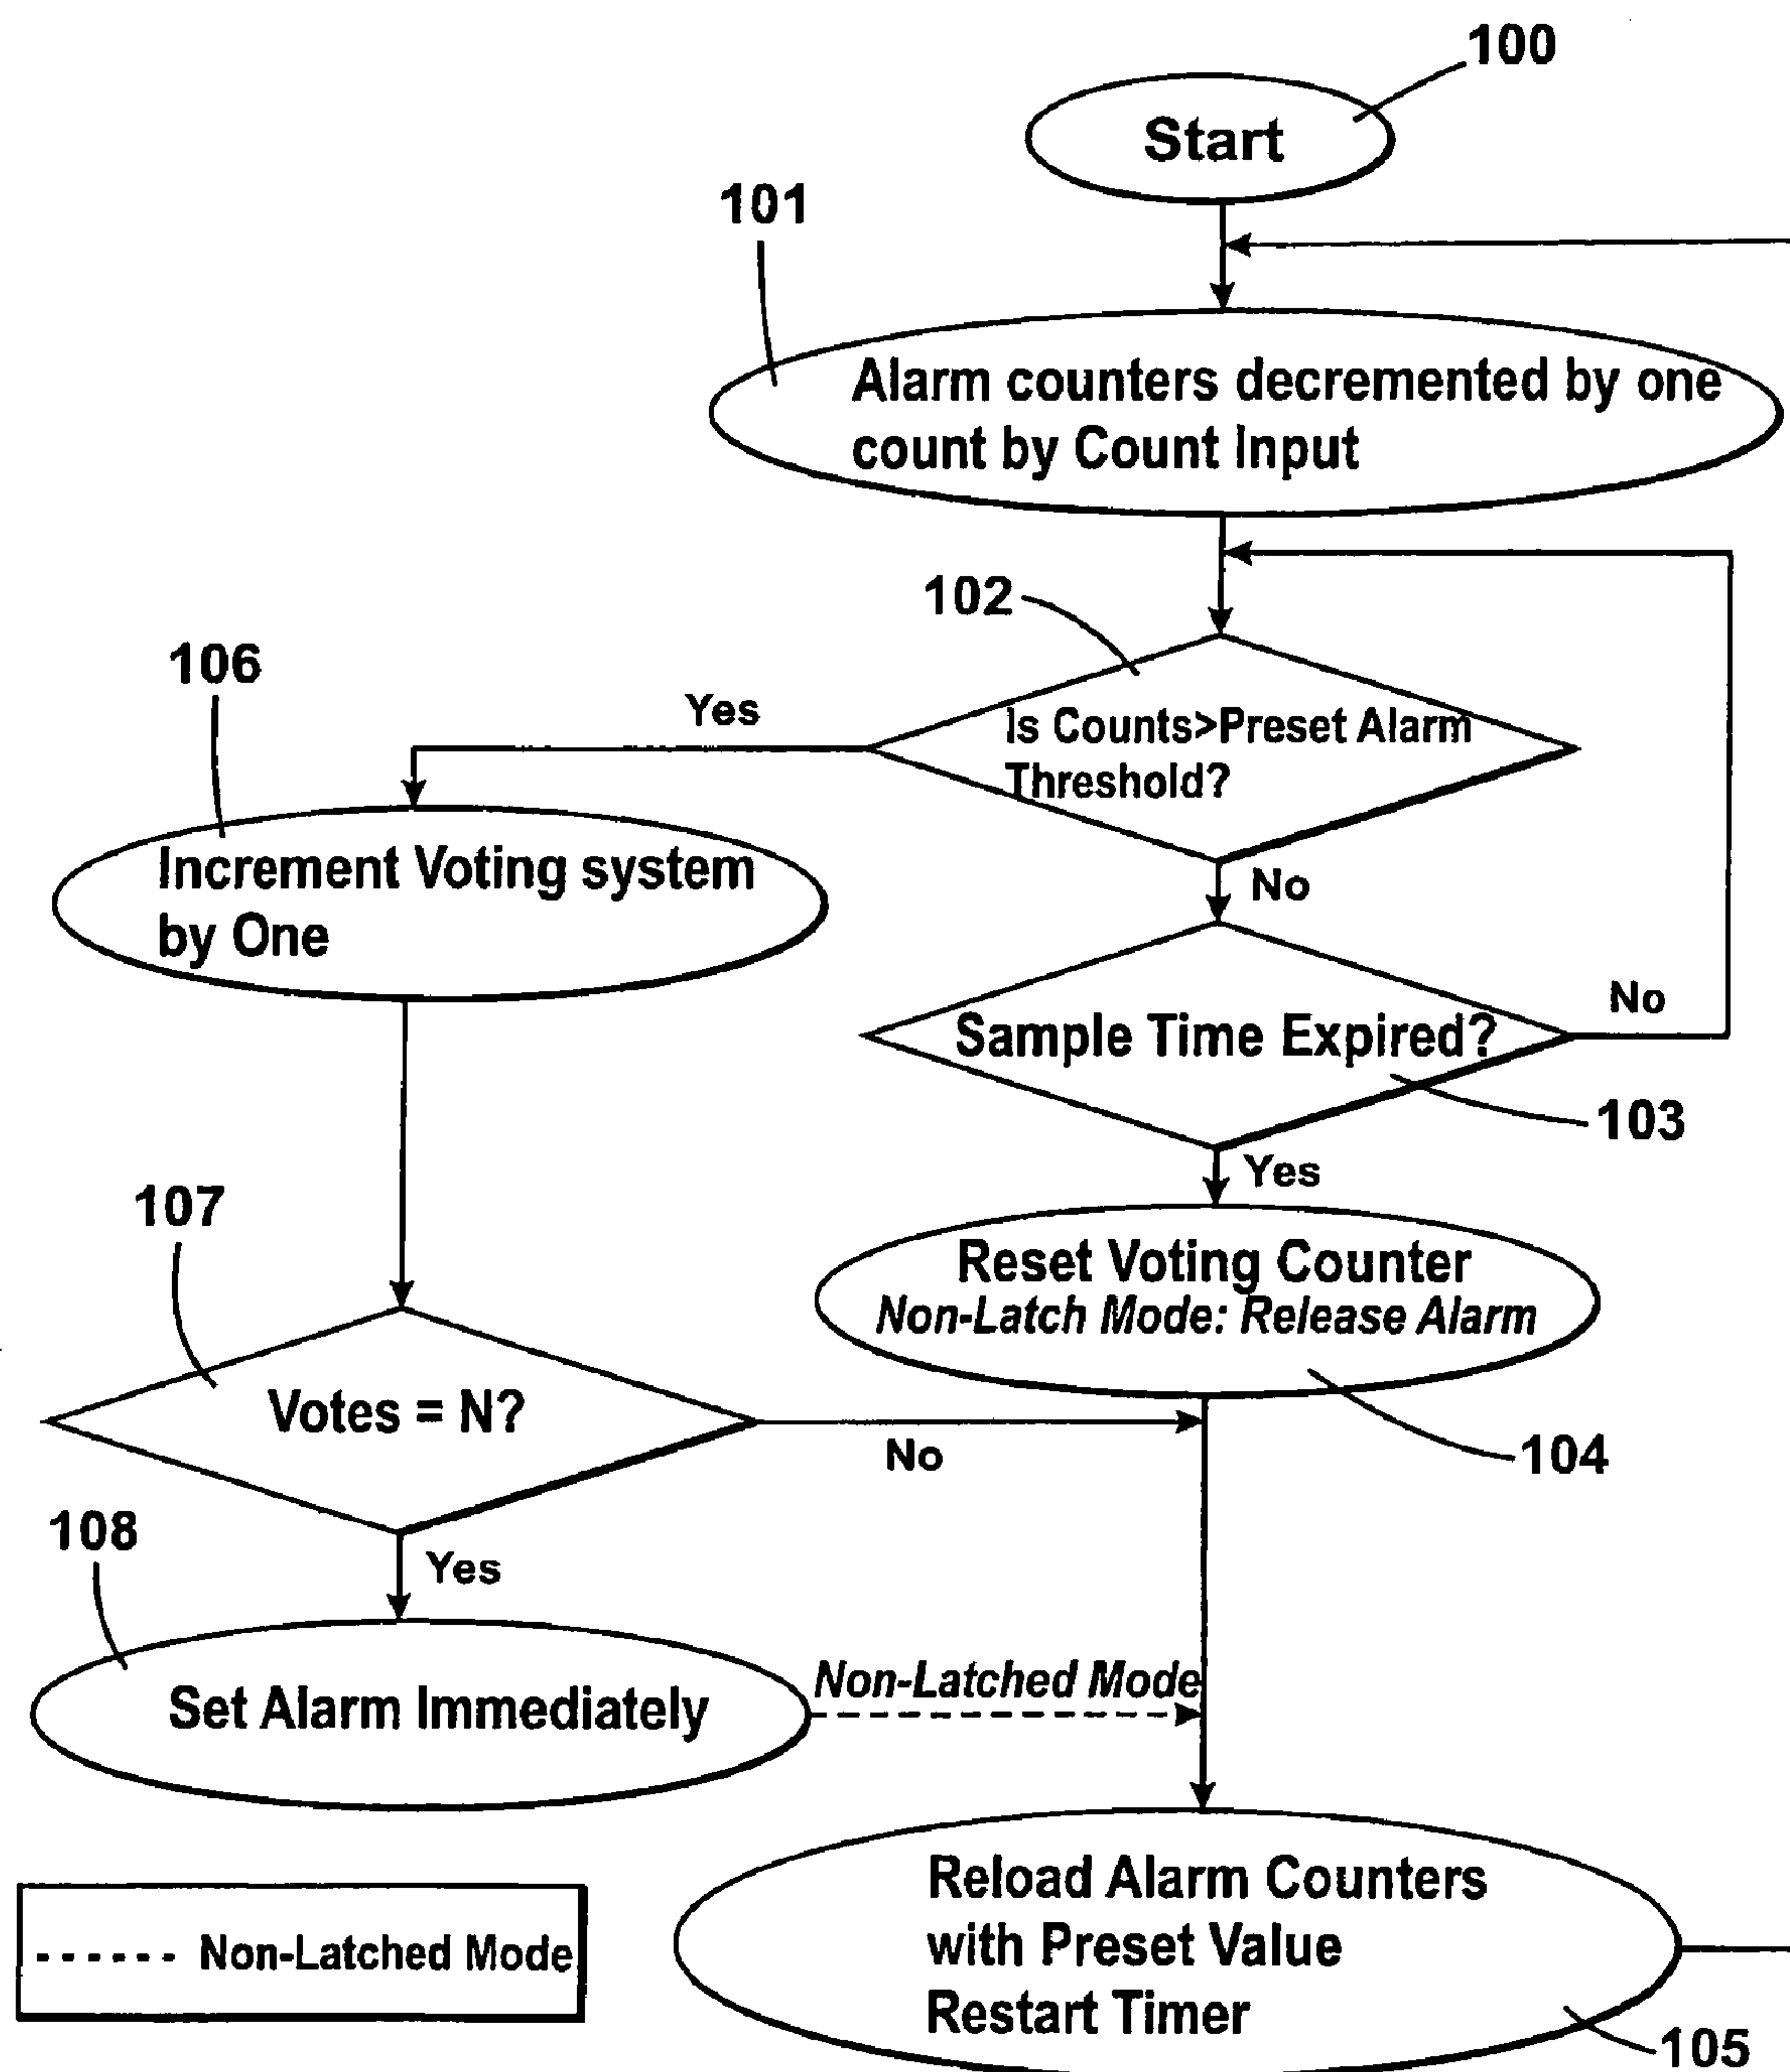 100
Start
101
Alarm counters decremented by one
count by Count Input
102
Is Counts>Preset Alarm
Threshold?
Yes
106
Increment Voting system
by One
No
Sample Time Expired?
No
103
Yes
107
Reset Voting Counter
Non-Latch Mode: Release Alarm
104
Votes = N?
No
108
Yes
Set Alarm Immediately
Non-Latched Mode
Reload Alarm Counters
with Preset Value
Restart Timer
105
Non-Latched Mode